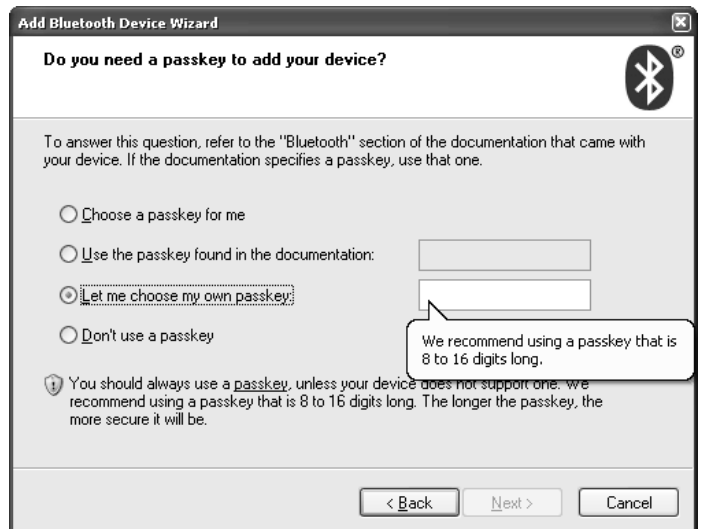 Add Bluetooth Device Wizard
Do you need a passkey to add your device?
®
To answer this question, refer to the "Bluetooth" section of the documentation that came with
your device. If the documentation specifies a passkey, use that one.
Choose a passkey for me
Use the passkey found in the documentation:
Let me choose my own passkey:
Don't use a passkey
We recommend using a passkey that is
8 to 16 digits long.
You should always use a passkey, unless your device does not support one. We
recommend using a passkey that is 8 to 16 digits long. The longer the passkey, the
more secure it will be.
< Back Next > Cancel